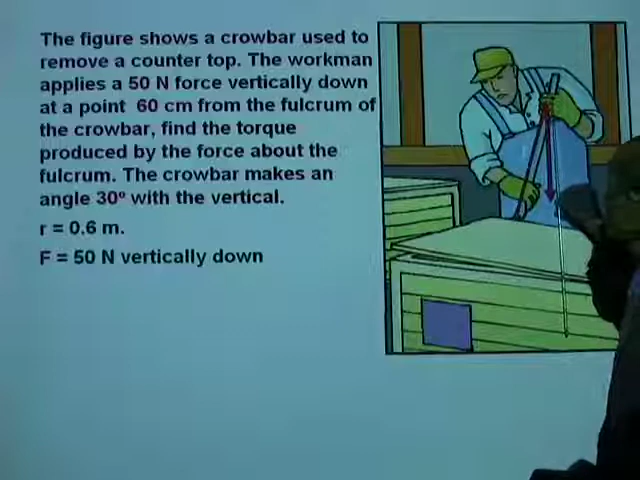 The figure shows a crowbar used to
remove a counter top. The workman
applies a 50 N force vertically down
at a point 60 cm from the fulcrum of
the crowbar, find the torque
produced by the force about the
fulcrum. The crowbar makes an
angle 30º with the vertical.
r = 0.6 m.
F = 50 N vertically down